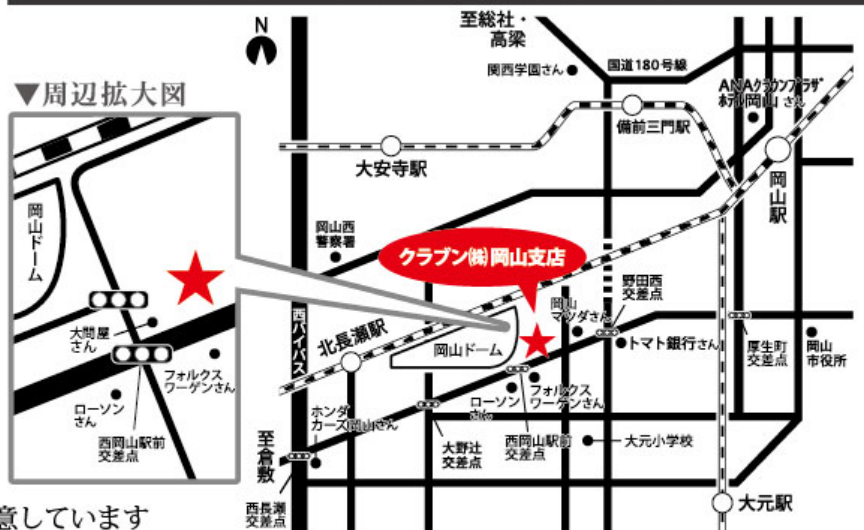 N
至総社・
高梁
関西学園さん
国道180号線
ANAクラウンプラザ
ホテル岡山さん
▼周辺拡大図
備前三門駅
大安寺駅
岡山駅
岡山ドーム
岡山西
警察署
クラブン㈱岡山支店
野田西
交差点
西バイパス
岡山
マツダさん
北長瀬駅
岡山ドーム
トマト銀行さん
厚生町
交差点
岡山
市役所
大問屋
さん
フォルクス
ワーゲンさん
ローソン
さん
西岡山駅前
交差点
ローソン
さん
フォルクス
ワーゲンさん
ホンダ
カーズ岡山さん
至倉敷
大野辻
交差点
西岡山駅前
交差点
大元小学校
西長瀬
交差点
大元駅
意しています